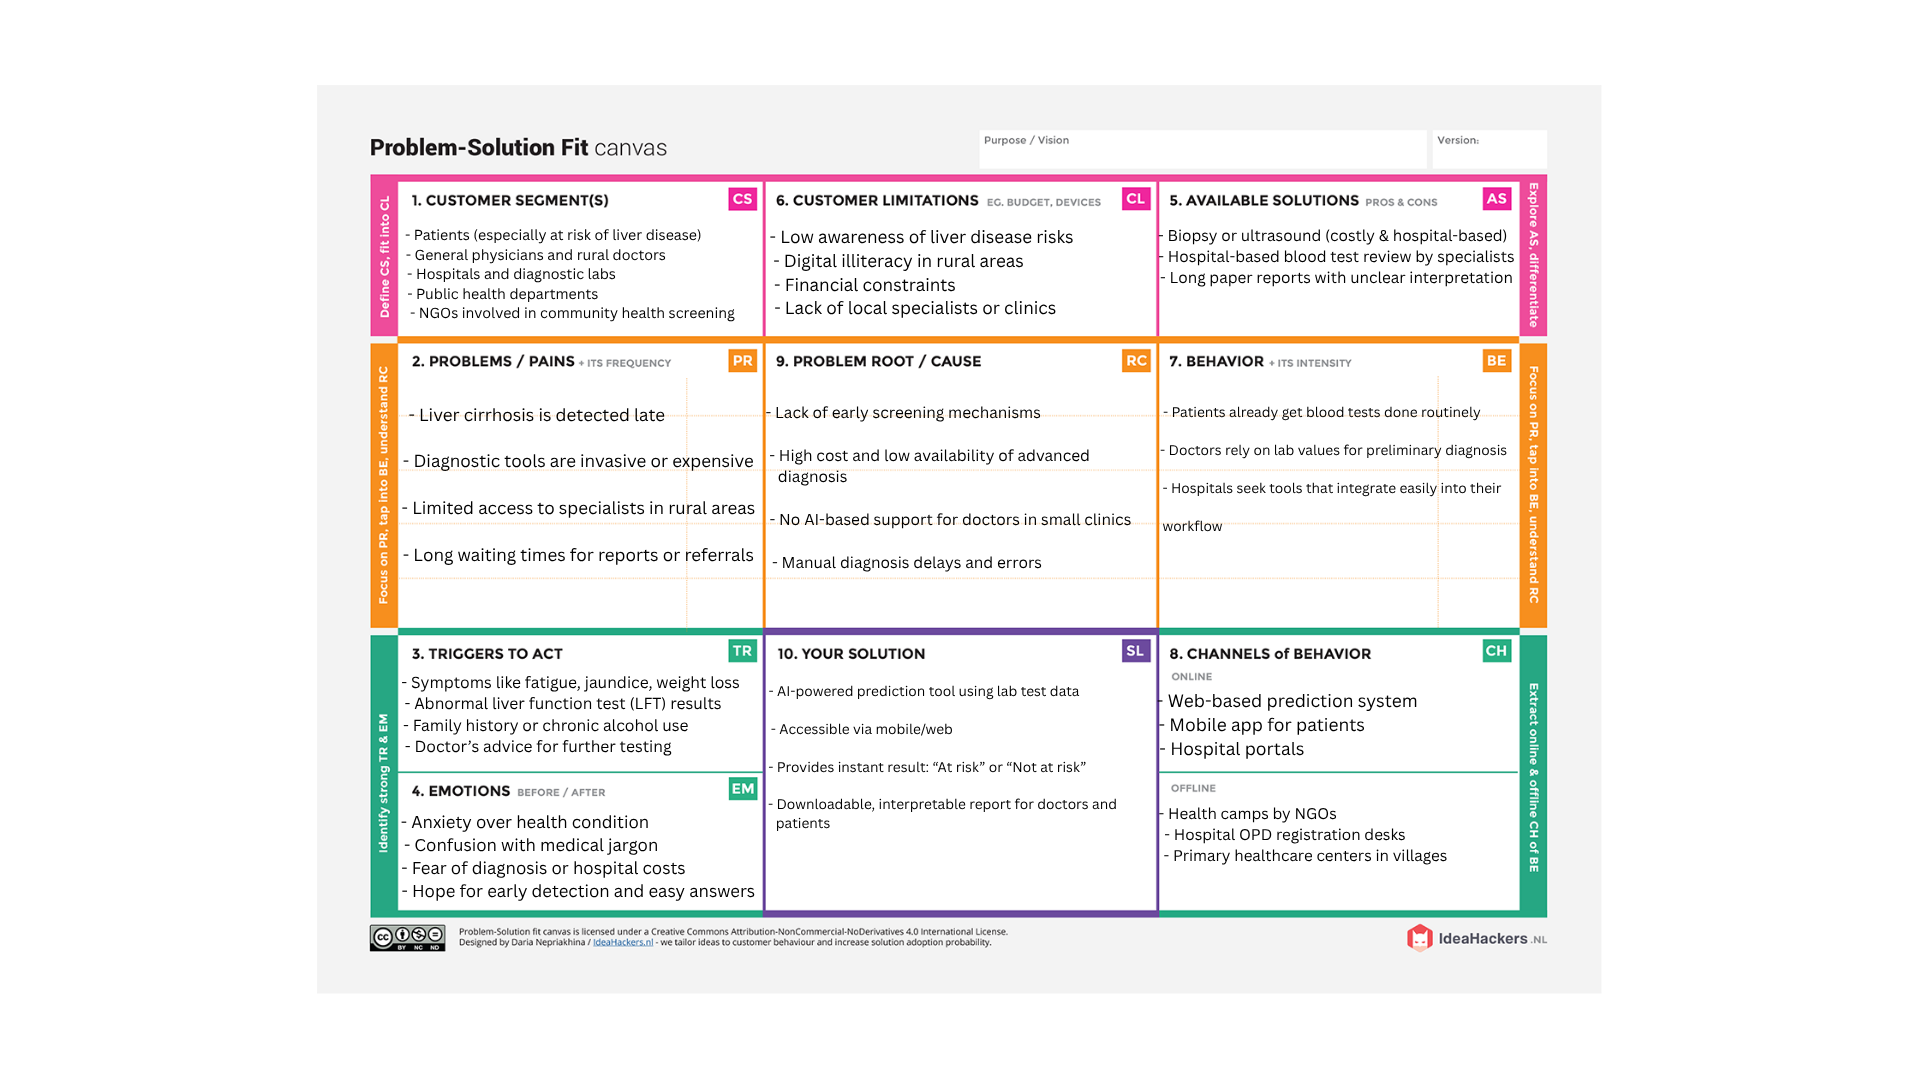 Problem-Solution Fit canvas
Purpose / Vision
Version:
Define CS, fit into CL
1. CUSTOMER SEGMENT(S)
CS
- Patients (especially at risk of liver disease)
- General physicians and rural doctors
- Hospitals and diagnostic labs
- Public health departments
- NGOs involved in community health screening
6. CUSTOMER LIMITATIONS EG. BUDGET, DEVICES
CL
- Low awareness of liver disease risks
- Digital illiteracy in rural areas
- Financial constraints
- Lack of local specialists or clinics
5. AVAILABLE SOLUTIONS PROS & CONS
AS
- Biopsy or ultrasound (costly & hospital-based)
- Hospital-based blood test review by specialists
- Long paper reports with unclear interpretation
Explore AS, differentiate
Focus on PR, tap into BE, understand RC
2. PROBLEMS / PAINS + ITS FREQUENCY
PR
- Liver cirrhosis is detected late
- Diagnostic tools are invasive or expensive
- Limited access to specialists in rural areas
- Long waiting times for reports or referrals
9. PROBLEM ROOT / CAUSE
RC
- Lack of early screening mechanisms
- High cost and low availability of advanced
diagnosis
- No AI-based support for doctors in small clinics
- Manual diagnosis delays and errors
7. BEHAVIOR + ITS INTENSITY
BE
- Patients already get blood tests done routinely
- Doctors rely on lab values for preliminary diagnosis
- Hospitals seek tools that integrate easily into their
workflow
Focus on PR, tap into BE, understand RC
Identify strong TR & EM
3. TRIGGERS TO ACT
TR
- Symptoms like fatigue, jaundice, weight loss
- Abnormal liver function test (LFT) results
- Family history or chronic alcohol use
- Doctor’s advice for further testing
4. EMOTIONS BEFORE / AFTER
EM
- Anxiety over health condition
- Confusion with medical jargon
- Fear of diagnosis or hospital costs
- Hope for early detection and easy answers
10. YOUR SOLUTION
SL
- AI-powered prediction tool using lab test data
- Accessible via mobile/web
- Provides instant result: “At risk” or “Not at risk”
- Downloadable, interpretable report for doctors and
patients
8. CHANNELS of BEHAVIOR
CH
ONLINE
- Web-based prediction system
- Mobile app for patients
- Hospital portals
OFFLINE
- Health camps by NGOs
- Hospital OPD registration desks
- Primary healthcare centers in villages
Extract online & offline CH of BE
CC BY NC ND
Problem-Solution fit canvas is licensed under a Creative Commons Attribution-NonCommercial-NoDerivatives 4.0 International License.
Designed by Daria Nepriakhina / IdeaHackers.nl - we tailor ideas to customer behaviour and increase solution adoption probability.
IdeaHackers.NL